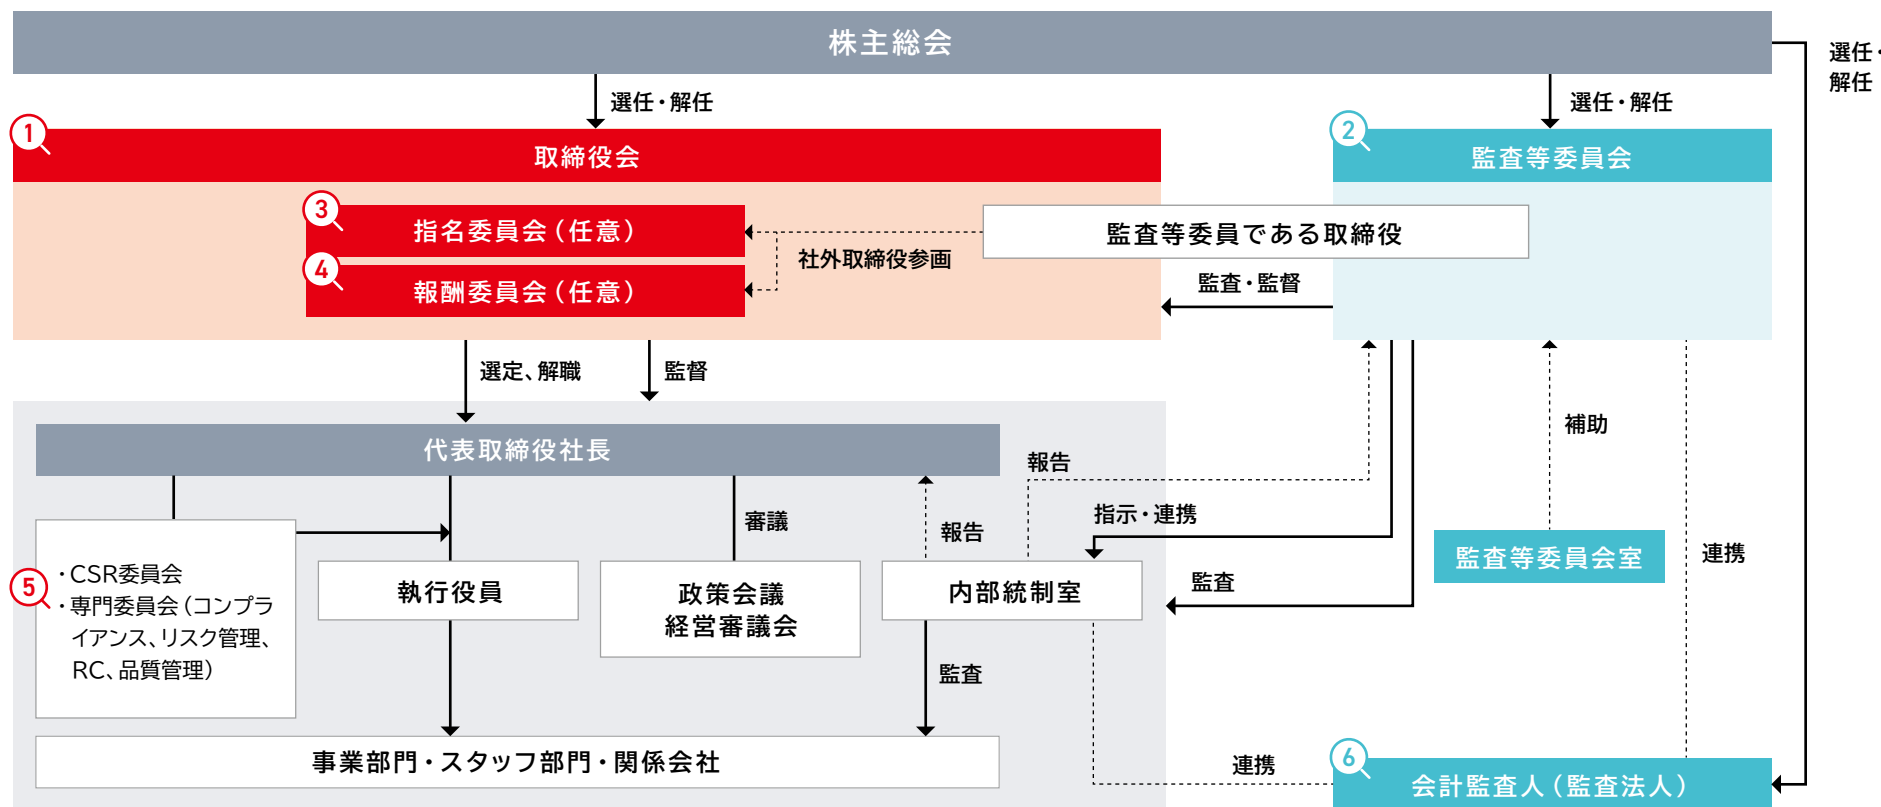 株主総会
選任・
解任
選任・解任
選任・解任
1
取締役会
2
監査等委員会
3
指名委員会（任意）
監査等委員である取締役
社外取締役参画
4
報酬委員会（任意）
監査・監督
選定、解職
監督
補助
代表取締役社長
報告
審議
報告
指示・連携
監査等委員会室
連携
5
・CSR委員会
・専門委員会（コンプラ
イアンス、リスク管理、
RC、品質管理）
執行役員
政策会議
経営審議会
内部統制室
監査
監査
事業部門・スタッフ部門・関係会社
連携
6
会計監査人（監査法人）